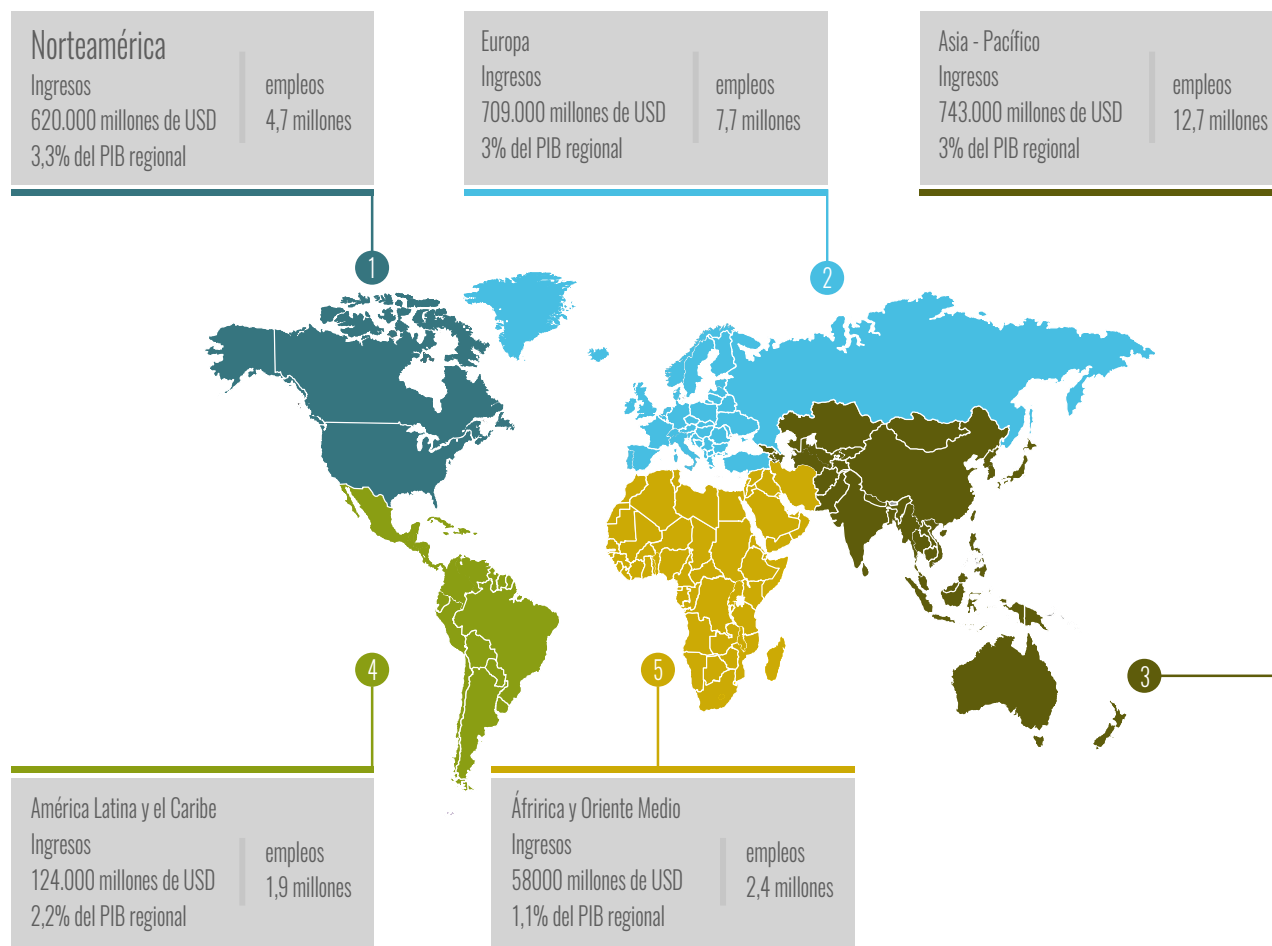 Norteamérica
Ingresos
620.000 millones de USD
3,3% del PIB regional
empleos
4,7 millones
Europa
Ingresos
709.000 millones de USD
3% del PIB regional
empleos
7,7 millones
Asia - Pacífico
Ingresos
743.000 millones de USD
3% del PIB regional
empleos
12,7 millones
1
2
3
4
5
América Latina y el Caribe
Ingresos
124.000 millones de USD
2,2% del PIB regional
empleos
1,9 millones
Áfririca y Oriente Medio
Ingresos
58000 millones de USD
1,1% del PIB regional
empleos
2,4 millones